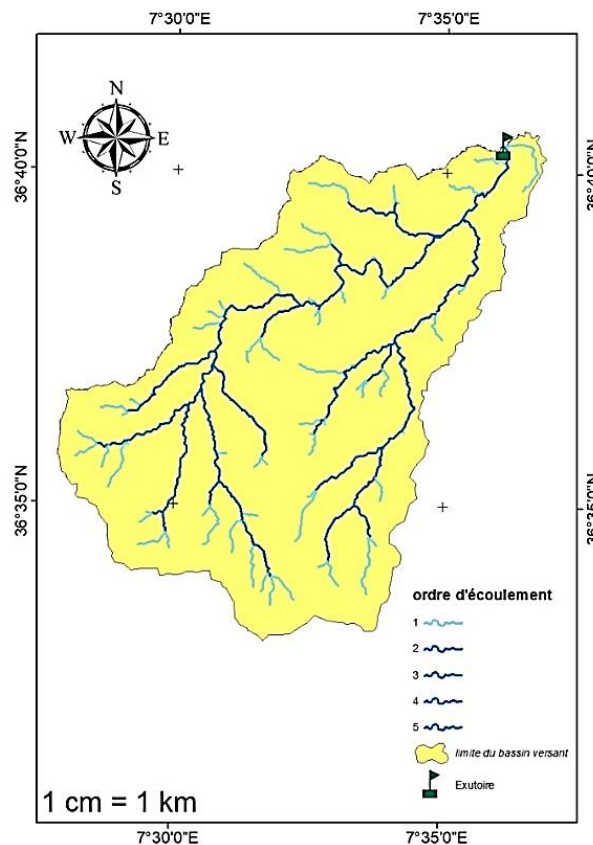 7°30'0"E 7°35'0"E
N
W E
S
36°40'0"N 36°40'0"N
36°35'0"N 36°35'0"N
ordre d'écoulement
1
2
3
4
5
limite du bassin versant
Exutoire
1 cm = 1 km
7°30'0"E 7°35'0"E